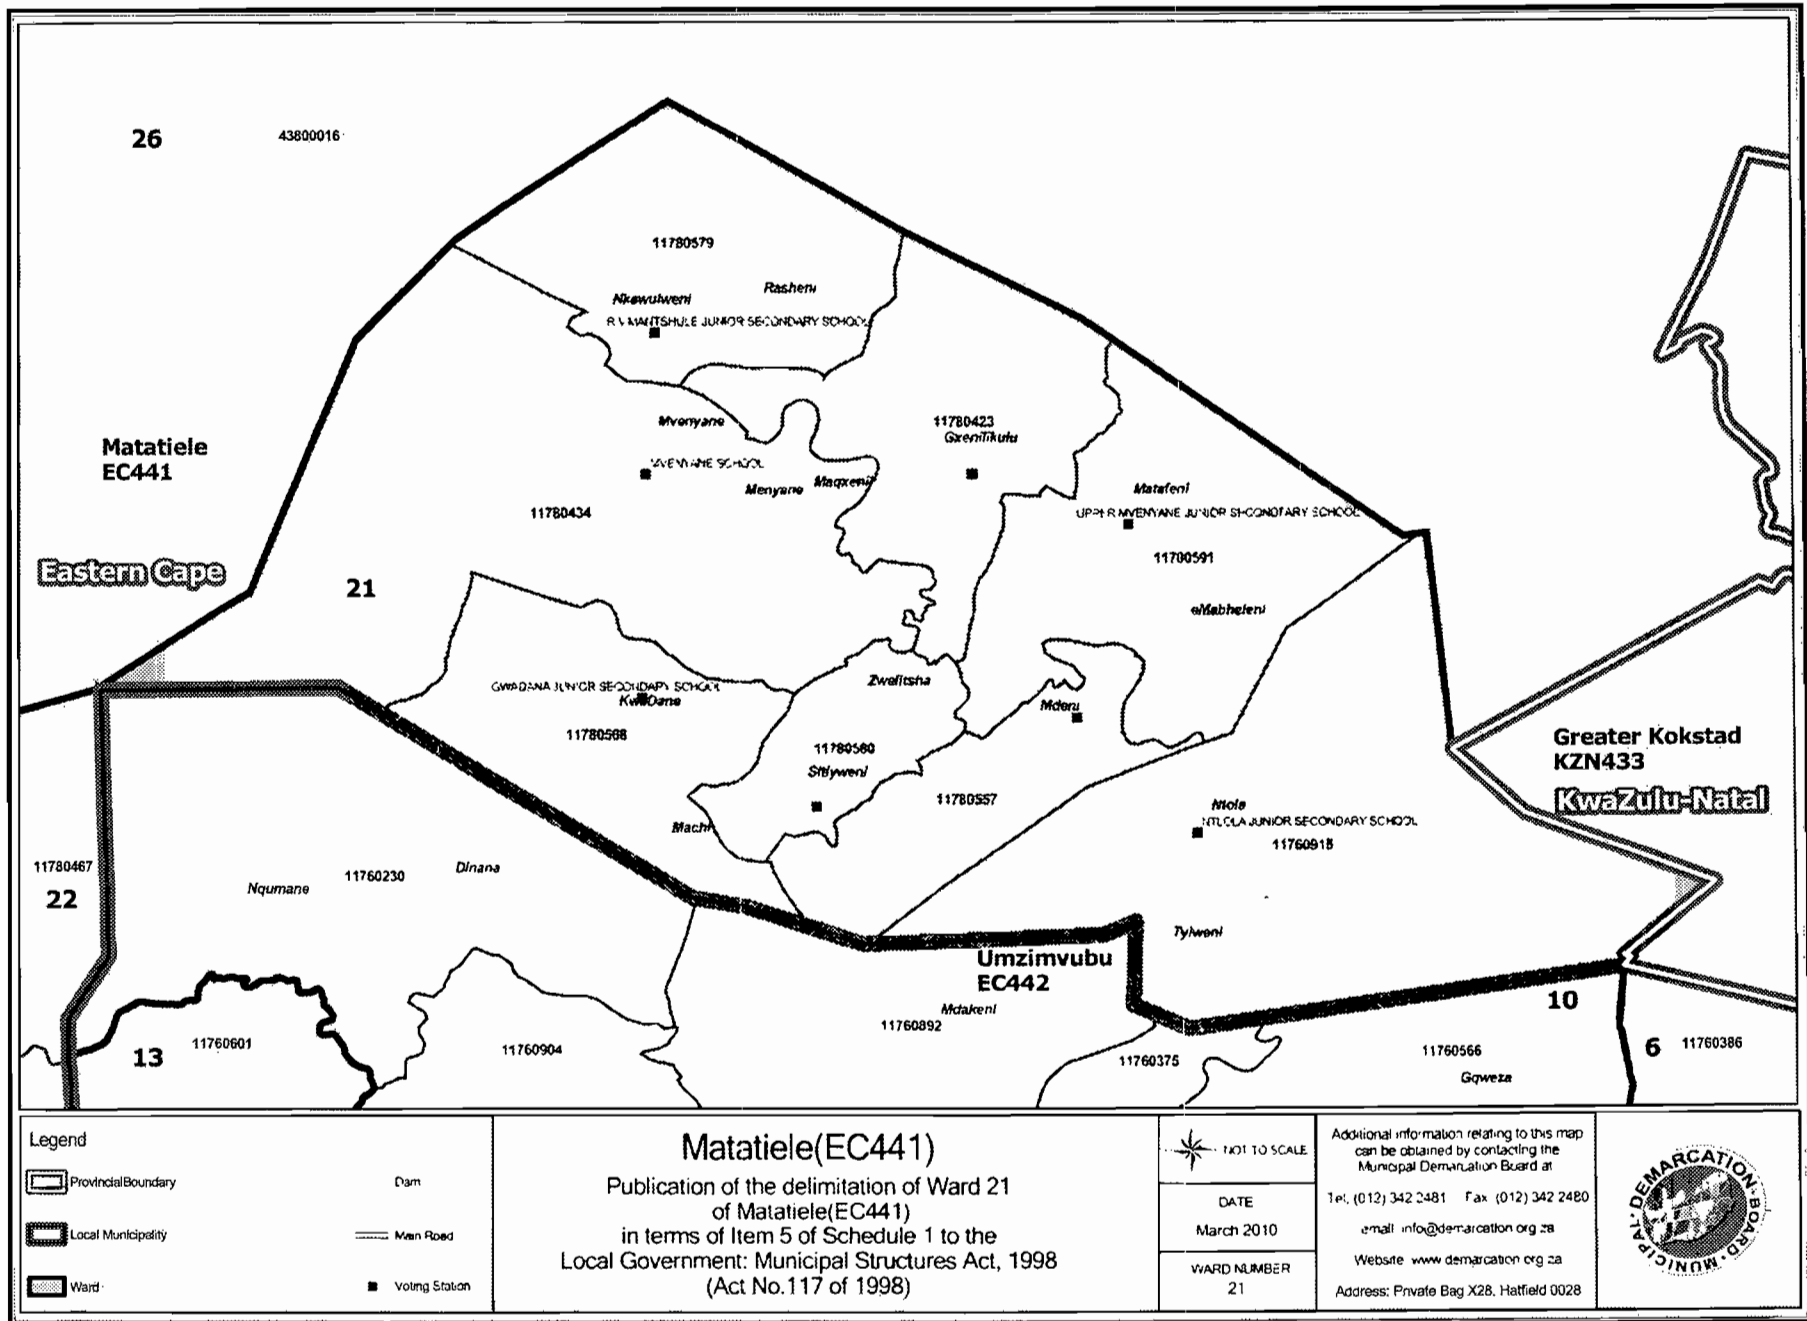 26
43800016
11780579
Rasheni
Nkawulweni
R V MANTSHULE JUNIOR SECONDARY SCHOOL
Mvenyane
11780423
GxeniTikulu
Matatiele
EC441
MVENYANE SCHOOL
Menyane
Maqxeni
Matafeni
11780434
UPPER MVENYANE JUNIOR SECONDTARY SCHOOL
11780591
Eastern Cape
21
eMabheleni
Zwelitsha
GWADANA JUNIOR SECONDARY SCHOOL
KwaDana
Mderu
11780568
11780580
Sitiyweni
Greater Kokstad
KZN433
KwaZulu-Natal
11780557
Ntola
NTLOLA JUNIOR SECONDARY SCHOOL
Machi
11760915
11780467
22
Nqumane
11760230
Dinana
Tylweni
Umzimvubu
EC442
Mdakeni
11760892
10
13
11760601
11760904
11760375
11760566
Gqweza
6
11760386
Legend
Provincial Boundary
Local Municipality
Ward
Dam
Main Road
Voting Station
Matatiele(EC441)
Publication of the delimitation of Ward 21
of Matatiele(EC441)
in terms of Item 5 of Schedule 1 to the
Local Government: Municipal Structures Act, 1998
(Act No.117 of 1998)
NOT TO SCALE
DATE
March 2010
WARD NUMBER
21
Additional information relating to this map
can be obtained by contacting the
Municipal Demarcation Board at
Tel. (012) 342 2481 Fax (012) 342 2480
email info@demarcation org za
Website www demarcation org za
Address: Private Bag X28, Hatfield 0028
MUNICIPAL DEMARCATION BOARD